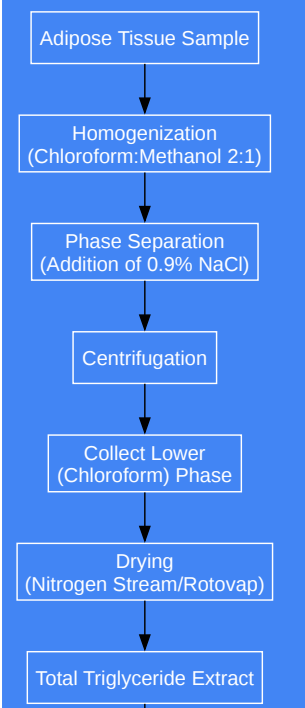 Adipose Tissue Sample
Homogenization
(Chloroform:Methanol 2:1)
Phase Separation
(Addition of 0.9% NaCl)
Centrifugation
Collect Lower
(Chloroform) Phase
Drying
(Nitrogen Stream/Rotovap)
Total Triglyceride Extract